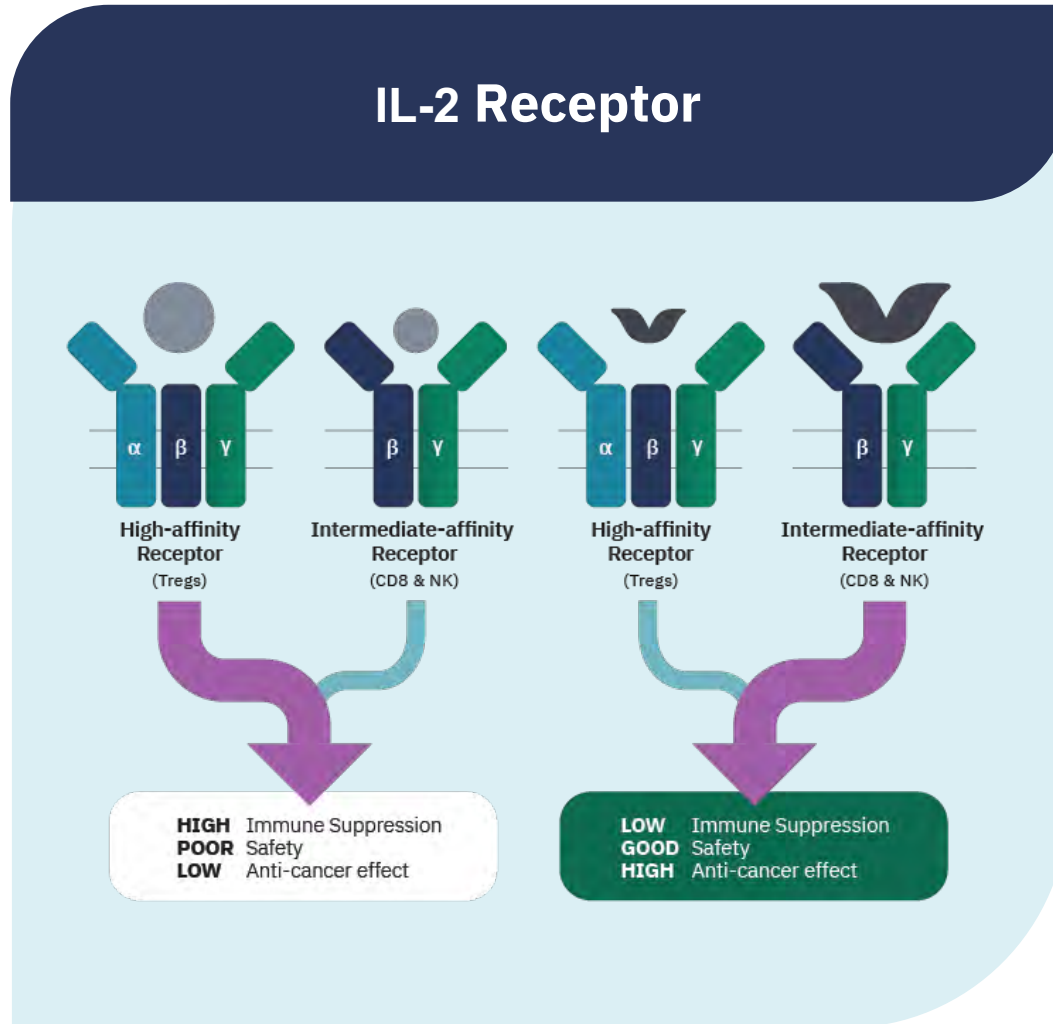 IL-2 Receptor
α β γ
β γ
α β γ
β γ
High-affinity
Receptor
(Tregs)
Intermediate-affinity
Receptor
(CD8 & NK)
High-affinity
Receptor
(Tregs)
Intermediate-affinity
Receptor
(CD8 & NK)
HIGH Immune Suppression
POOR Safety
LOW Anti-cancer effect
LOW Immune Suppression
GOOD Safety
HIGH Anti-cancer effect